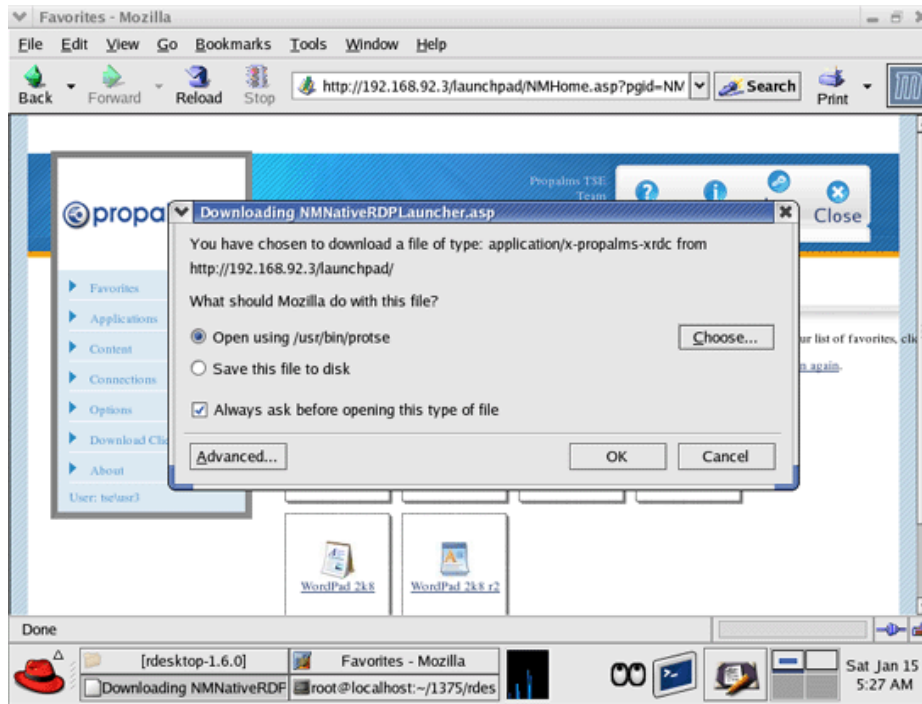 Favorites - Mozilla
File Edit View Go Bookmarks Tools Window Help
Back Forward Reload Stop http://192.168.92.3/launchpad/NMHome.asp?pgid=NM Search Print
Propalms TSE
Team
propa
Close
Favorites
Applications
Content
Connections
Options
Download Clie
About
User: tse\usr3
Downloading NMNativeRDPLauncher.asp
You have chosen to download a file of type: application/x-propalms-xrdc from
http://192.168.92.3/launchpad/
What should Mozilla do with this file?
Open using /usr/bin/protse
Choose...
Save this file to disk
Always ask before opening this type of file
Advanced... OK Cancel
ur list of favorites, clic
n again.
WordPad 2k8 WordPad 2k8 r2
Done
[rdesktop-1.6.0] Favorites - Mozilla Sat Jan 15
Downloading NMNativeRDP root@localhost:~/1375/rdes 5:27 AM